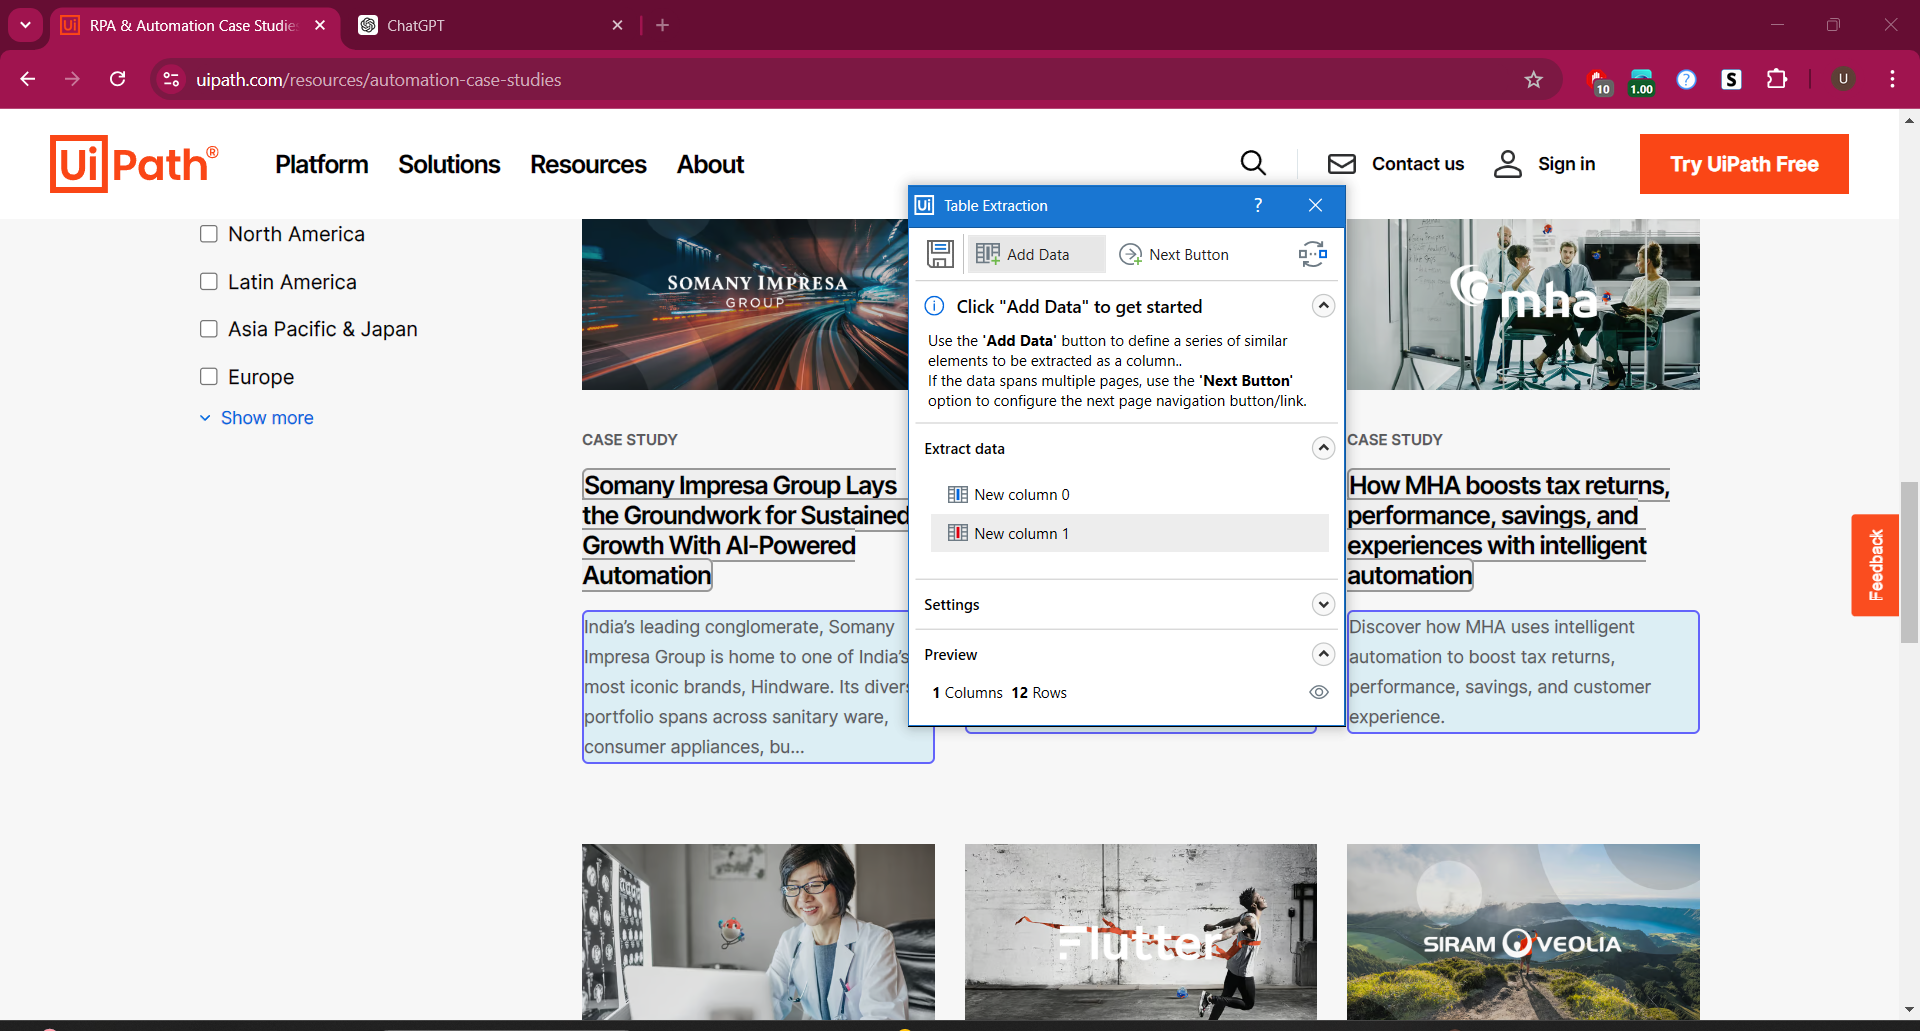 RPA & Automation Case Studies
ChatGPT
uipath.com/resources/automation-case-studies
10
1.00
U
UiPath®
Platform
Solutions
Resources
About
Contact us
Sign in
Try UiPath Free
North America
Latin America
Asia Pacific & Japan
Europe
Show more
SOMANY IMPRESA
GROUP
mha
CASE STUDY
Somany Impresa Group Lays
the Groundwork for Sustained
Growth With AI-Powered
Automation
India's leading conglomerate, Somany
Impresa Group is home to one of India's
most iconic brands, Hindware. Its divers
portfolio spans across sanitary ware,
consumer appliances, bu...
Ui Table Extraction
?
Add Data
Next Button
Click "Add Data" to get started
Use the 'Add Data' button to define a series of similar
elements to be extracted as a column..
If the data spans multiple pages, use the 'Next Button'
option to configure the next page navigation button/link.
Extract data
New column 0
New column 1
Settings
Preview
1 Columns 12 Rows
CASE STUDY
How MHA boosts tax returns,
performance, savings, and
experiences with intelligent
automation
Discover how MHA uses intelligent
automation to boost tax returns,
performance, savings, and customer
experience.
Feedback
Flutter
SIRAM VEOLIA